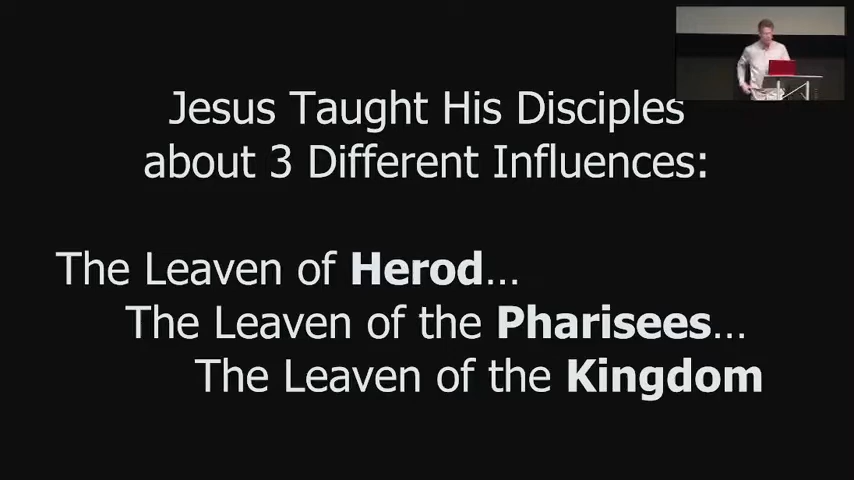 Jesus Taught His Disciples
about 3 Different Influences:
The Leaven of Herod...
The Leaven of the Pharisees...
The Leaven of the Kingdom